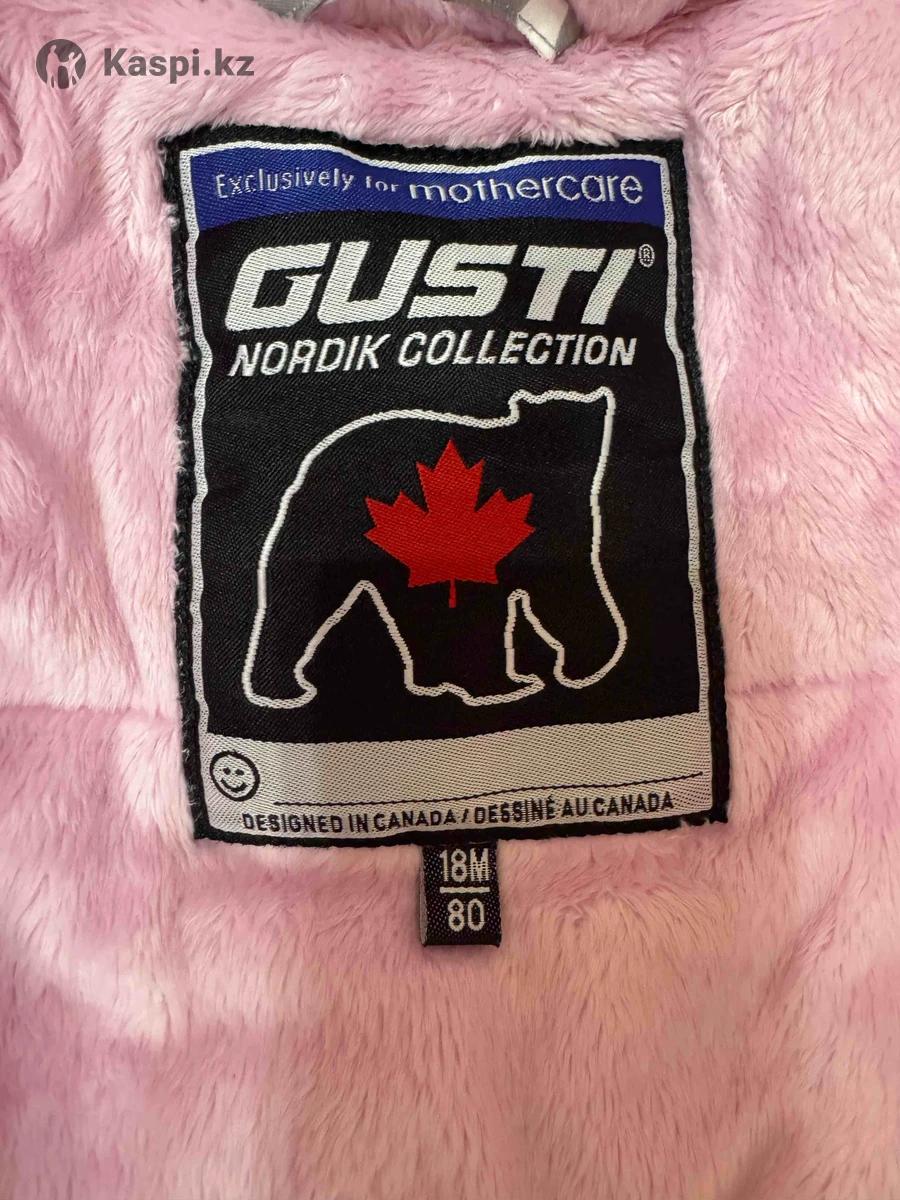 Kaspi.kz
Exclusively for mothercare
GUSTI®
NORDIK COLLECTION
DESIGNED IN CANADA / DESSINÉ AU CANADA
18M
80